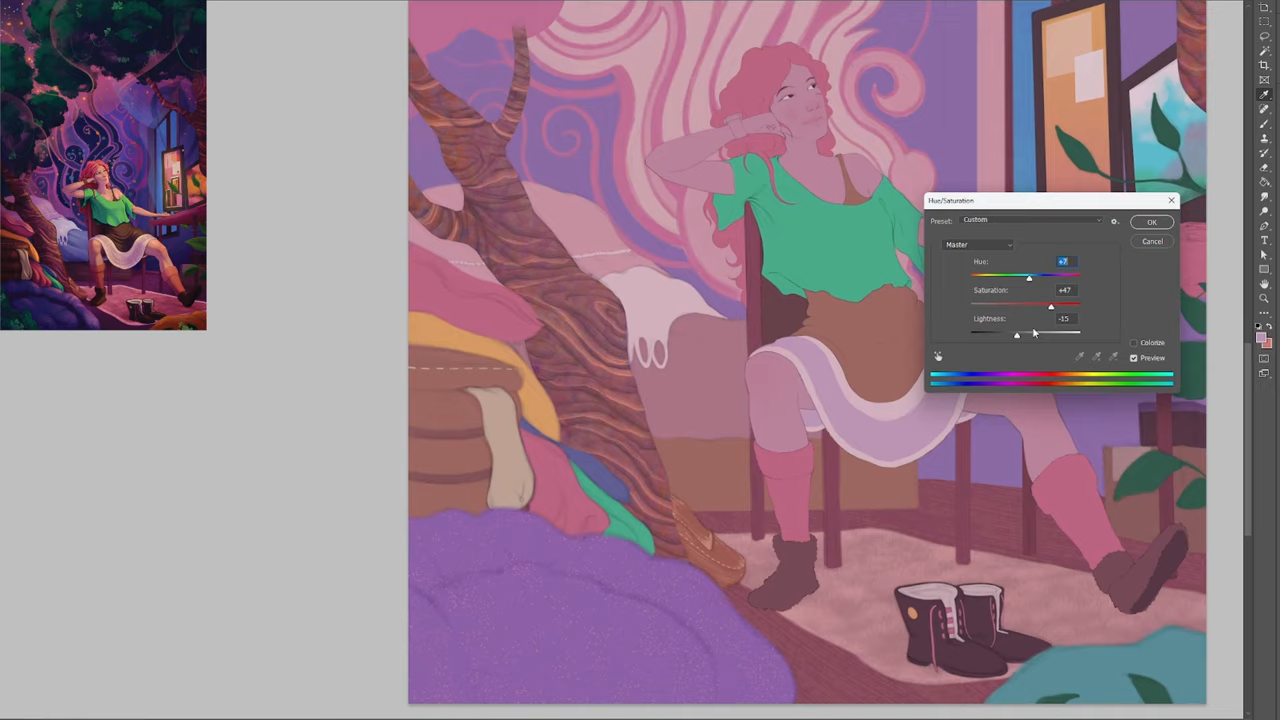 Hue/Saturation
Preset: Custom
OK
Master
Cancel
Hue: +7
Saturation: +47
Lightness: -15
Colorize
Preview